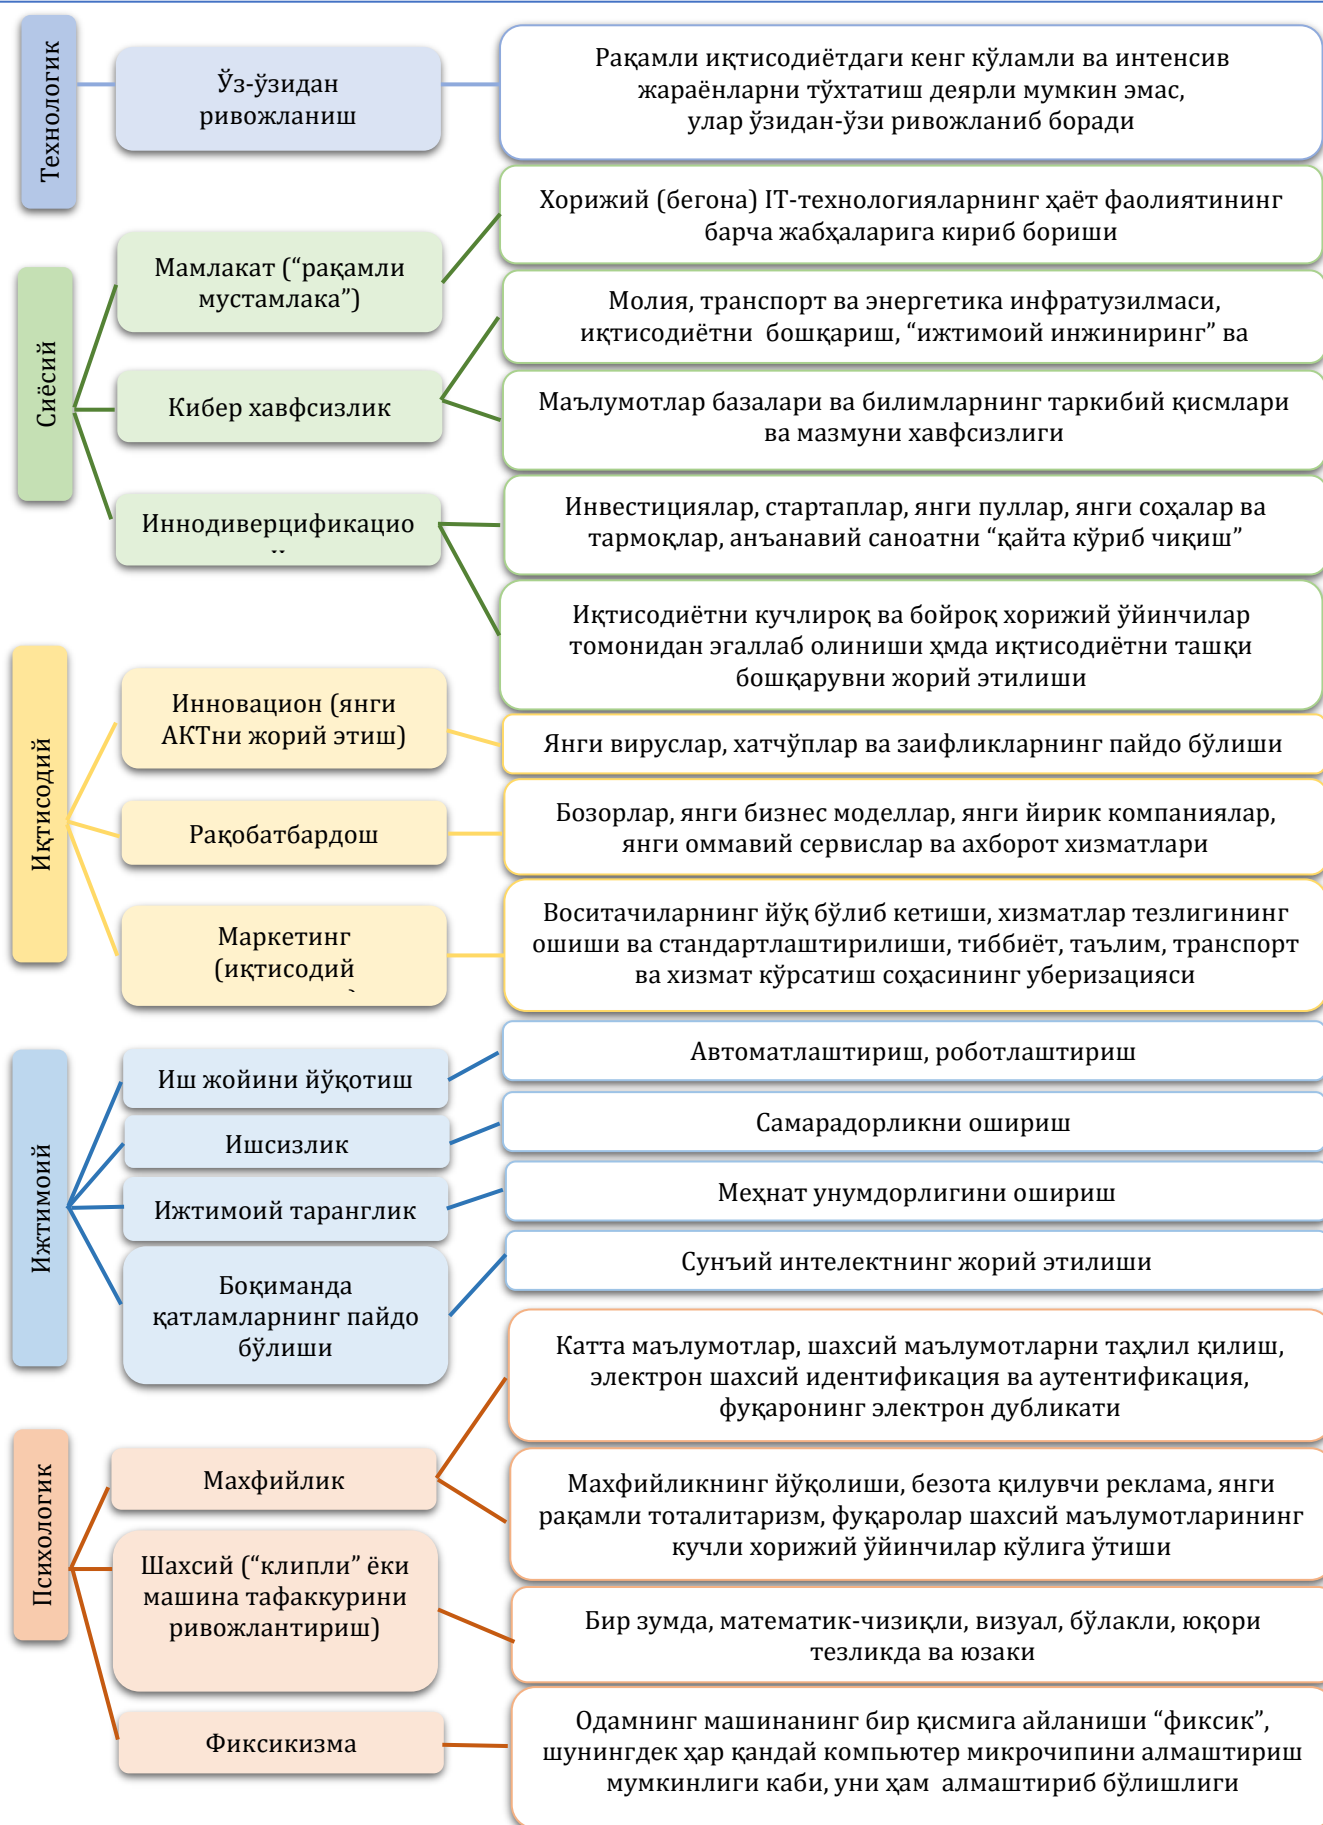 Технологик
Ўз-ўзидан
ривожланиш
Рақамли иқтисодиётдаги кенг кўламли ва интенсив
жараёнларни тўхтатиш деярли мумкин эмас,
улар ўзидан-ўзи ривожланиб боради
Сиёсий
Мамлакат (“рақамли
мустамлака”)
Хорижий (бегона) IT-технологияларнинг ҳаёт фаолиятининг
барча жабҳаларига кириб бориши
Кибер хавфсизлик
Молия, транспорт ва энергетика инфратузилмаси,
иқтисодиётни бошқариш, “ижтимоий инжиниринг” ва
Маълумотлар базалари ва билимларнинг таркибий қисмлари
ва мазмуни хавфсизлиги
Иннодиверцификацио
Инвестициялар, стартаплар, янги пуллар, янги соҳалар ва
тармоқлар, анъанавий саноатни “қайта кўриб чиқиш”
Иқтисодиётни кучлироқ ва бойроқ хорижий ўйинчилар
томонидан эгаллаб олиниши ҳмда иқтисодиётни ташқи
бошқарувни жорий этилиши
Иқтисодий
Инновацион (янги
АКТни жорий этиш)
Янги вируслар, хатчўплар ва заифликларнинг пайдо бўлиши
Рақобатбардош
Бозорлар, янги бизнес моделлар, янги йирик компаниялар,
янги оммавий сервислар ва ахборот хизматлари
Маркетинг
(иқтисодий
Воситачиларнинг йўқ бўлиб кетиши, хизматлар тезлигининг
ошиши ва стандартлаштирилиши, тиббиёт, таълим, транспорт
ва хизмат кўрсатиш соҳасининг уберизацияси
Ижтимоий
Иш жойини йўқотиш
Автоматлаштириш, роботлаштириш
Ишсизлик
Самарадорликни ошириш
Ижтимоий таранглик
Меҳнат унумдорлигини ошириш
Боқиманда
қатламларнинг пайдо
бўлиши
Сунъий интелектнинг жорий этилиши
Психологик
Махфийлик
Катта маълумотлар, шахсий маълумотларни таҳлил қилиш,
электрон шахсий идентификация ва аутентификация,
фуқаронинг электрон дубликати
Махфийликнинг йўқолиши, безота қилувчи реклама, янги
рақамли тоталитаризм, фуқаролар шахсий маълумотларининг
кучли хорижий ўйинчилар кўлига ўтиши
Шахсий (“клипли” ёки
машина тафаккурини
ривожлантириш)
Бир зумда, математик-чизиқли, визуал, бўлакли, юқори
тезликда ва юзаки
Фиксикизма
Одамнинг машинанинг бир қисмига айланиши “фиксик”,
шунингдек ҳар қандай компьютер микрочипини алмаштириш
мумкинлиги каби, уни ҳам алмаштириб бўлишлиги